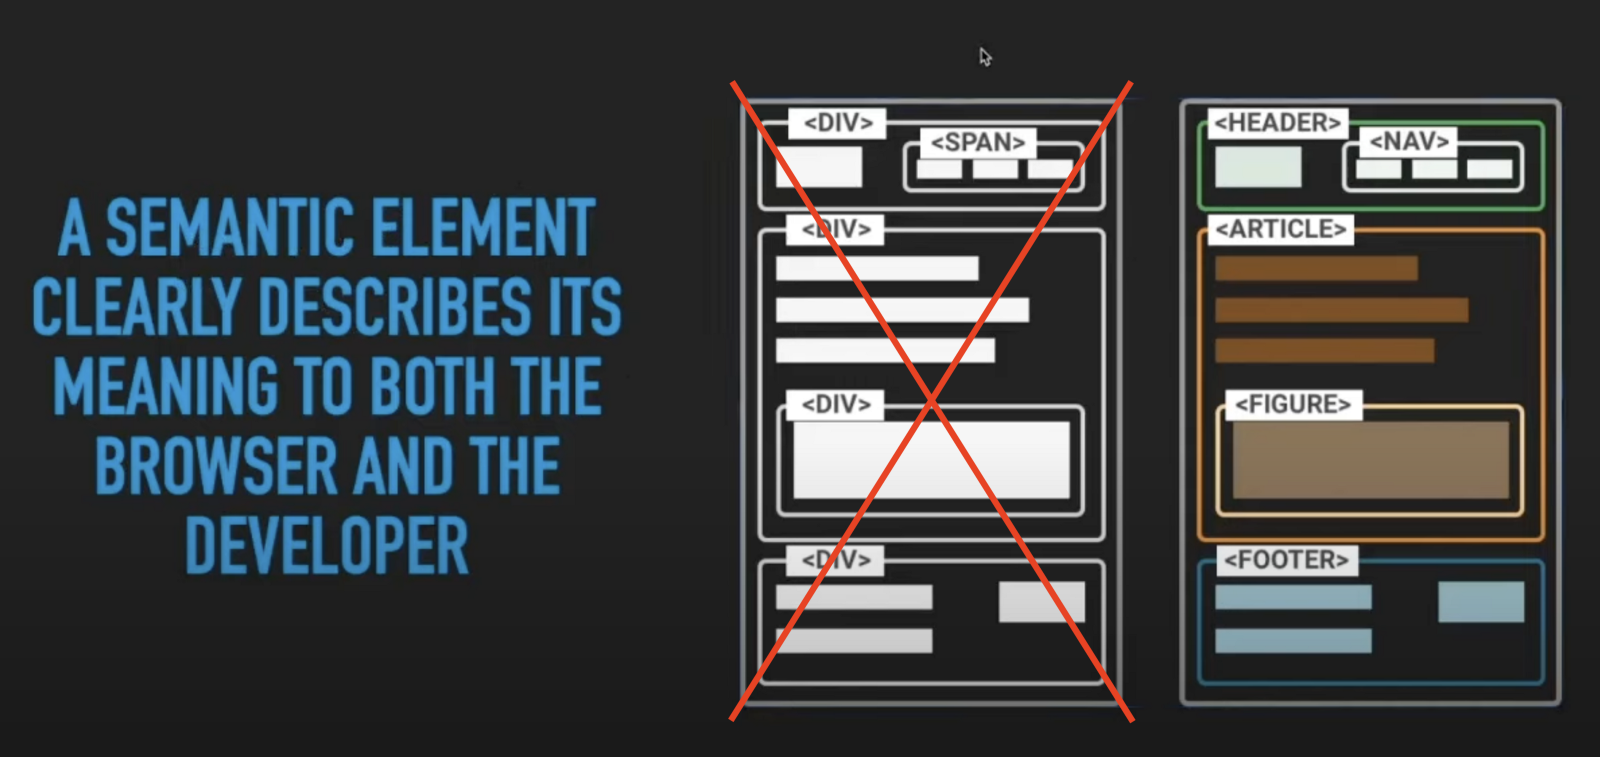 A SEMANTIC ELEMENT
CLEARLY DESCRIBES ITS
MEANING TO BOTH THE
BROWSER AND THE
DEVELOPER
<DIV>
<SPAN>
<DIV>
<DIV>
<DIV>
<HEADER>
<NAV>
<ARTICLE>
<FIGURE>
<FOOTER>